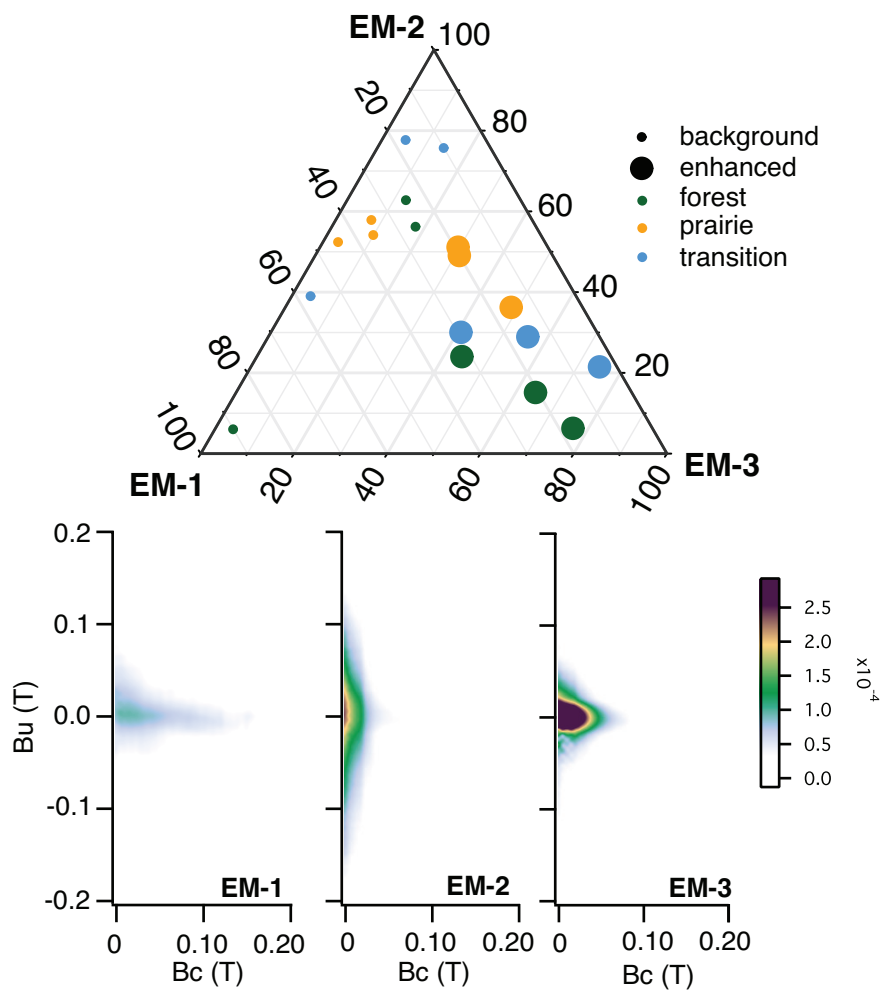 EM-2 100
20
80
40
60
60
40
80
20
100
EM-1
EM-3
20
40
60
80
100
background
enhanced
forest
prairie
transition
0.2
0.1
0.0
-0.1
-0.2
Bu (T)
EM-1
EM-2
EM-3
0 0.10 0.20
0 0.10 0.20
0 0.10 0.20
Bc (T)
Bc (T)
Bc (T)
2.5
2.0
1.5
1.0
0.5
0.0
x10⁻⁴